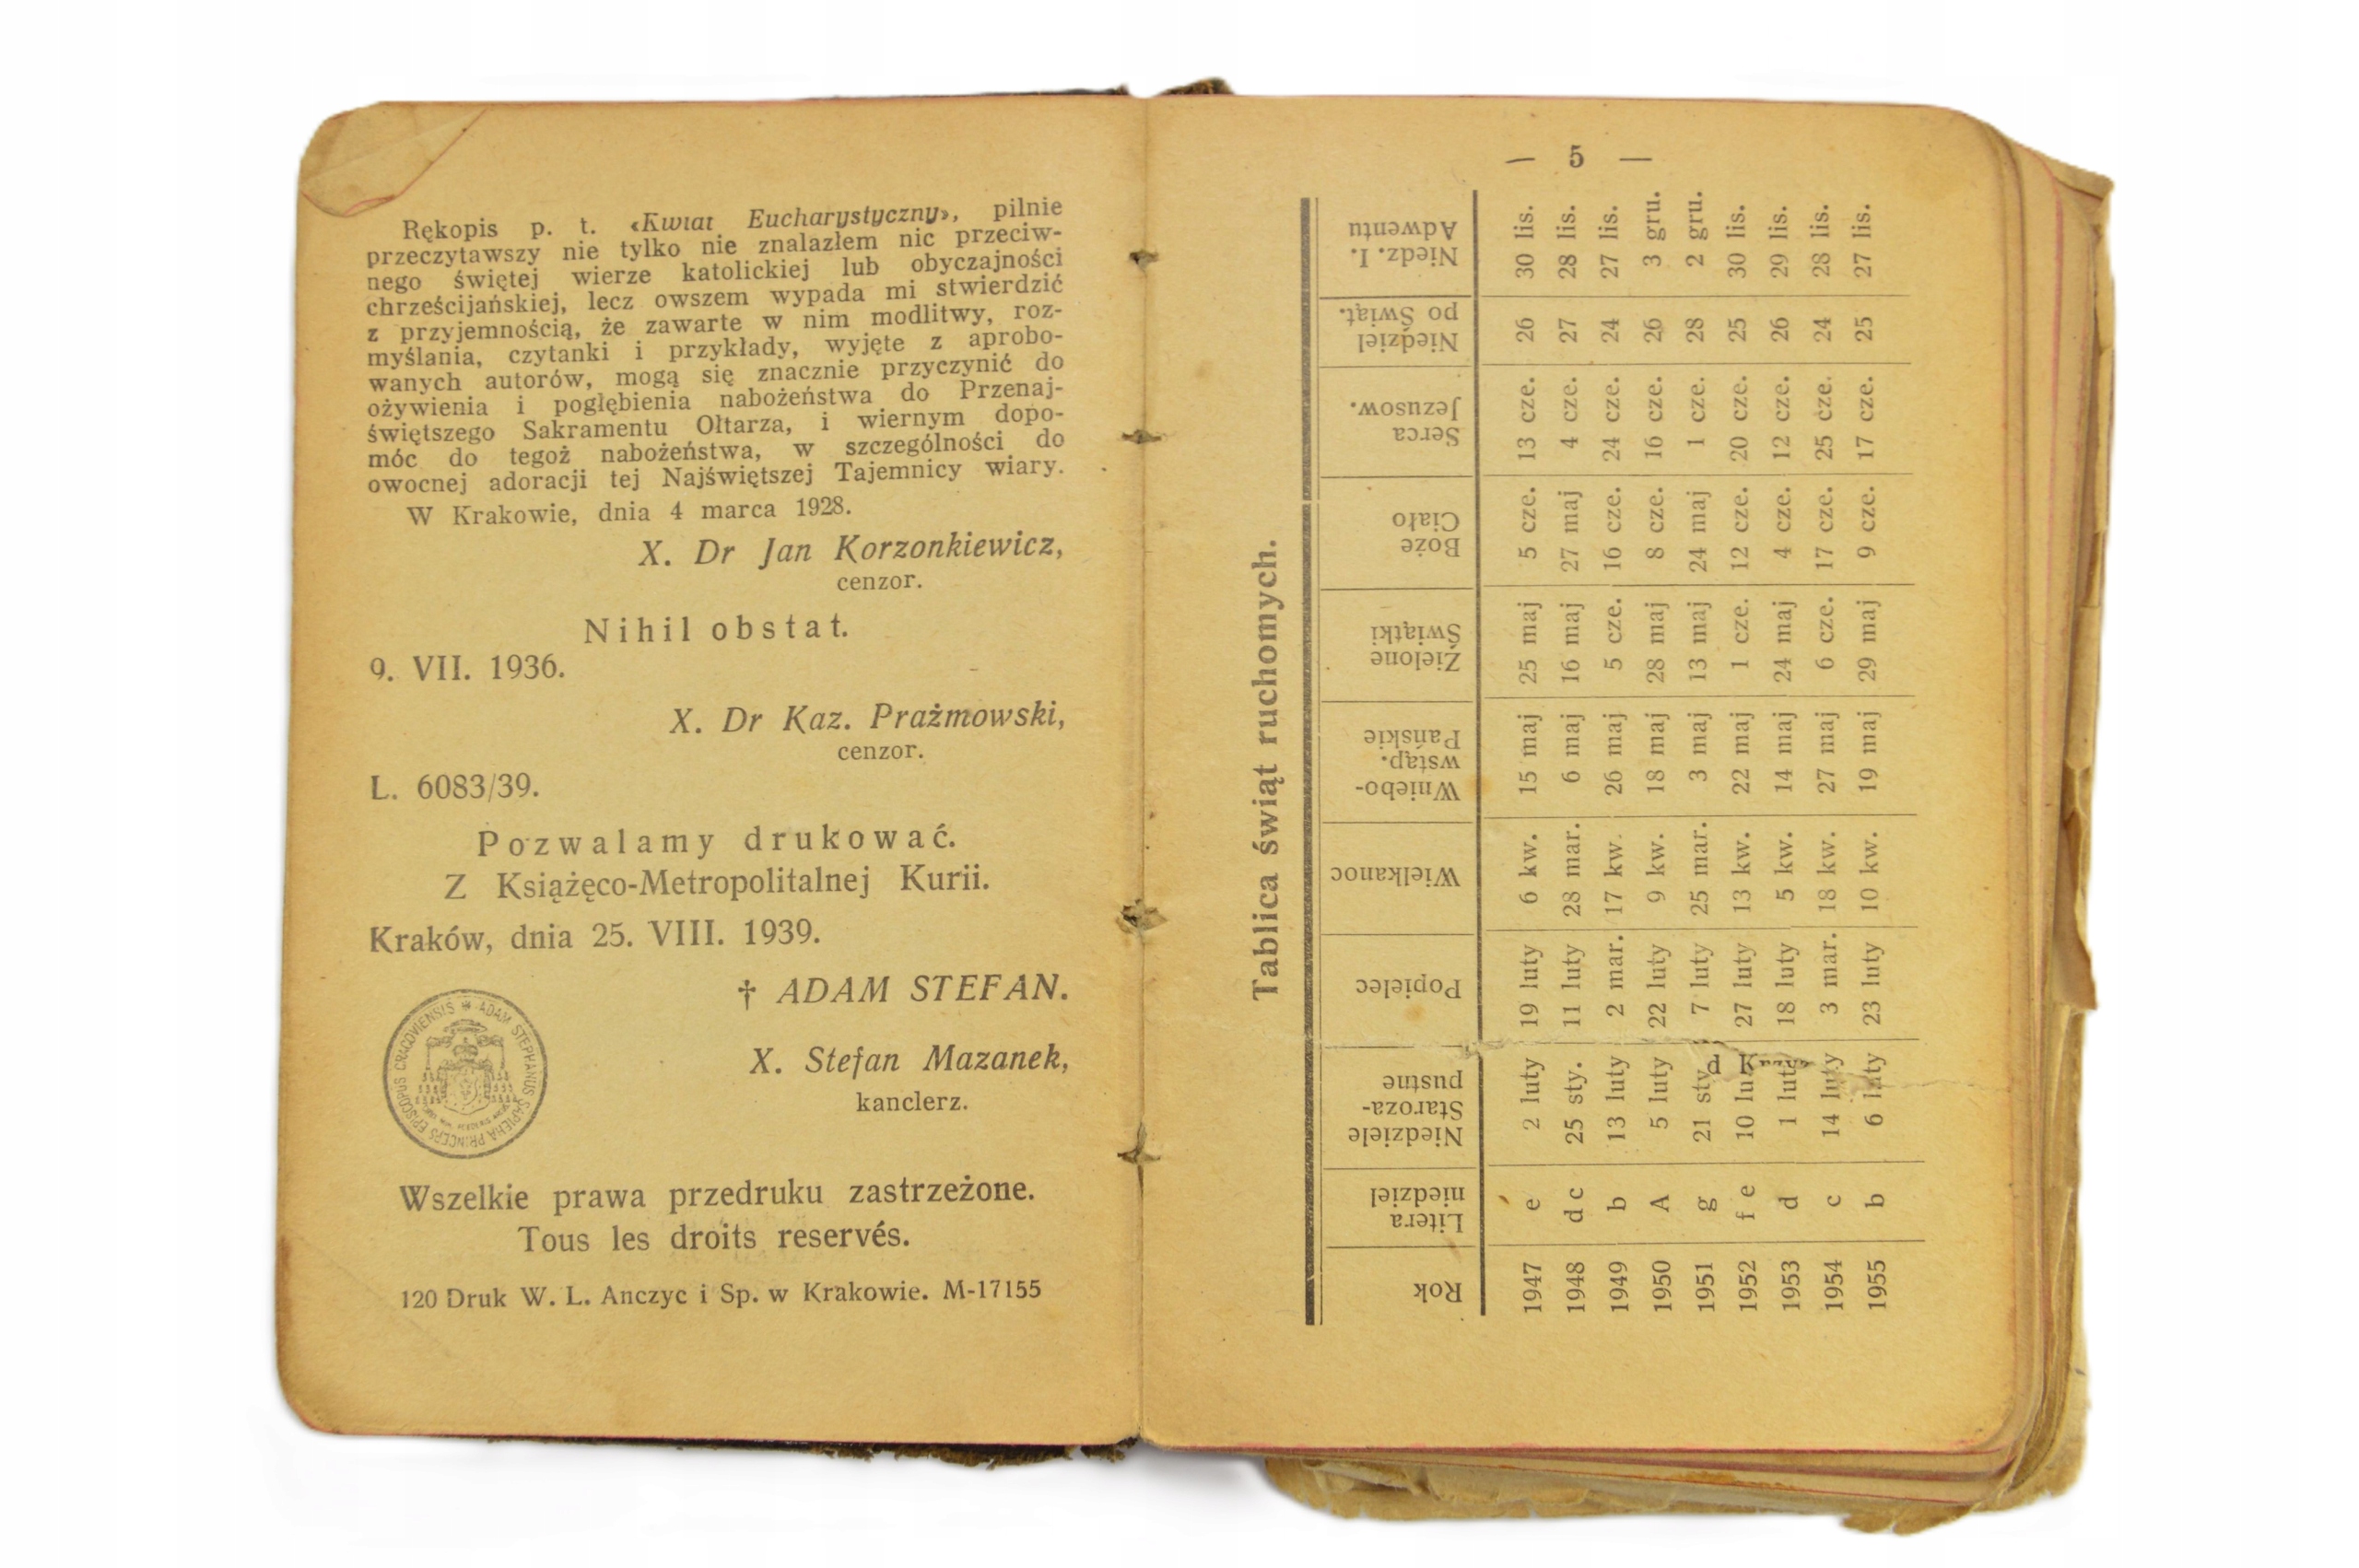 Rękopis p. t. «Kwiat Eucharystyczny», pilnie
przeczytawszy nie tylko nie znalazłem nic przeciw-
nego świętej wierze katolickiej lub obyczajności
chrześcijańskiej, lecz owszem wypada mi stwierdzić
z przyjemnością, że zawarte w nim modlitwy, roz-
myślania, czytanki i przykłady, wyjęte z aprobo-
wanych autorów, mogą się znacznie przyczynić do
ożywienia i pogłębienia nabożeństwa do Przenaj-
świętszego Sakramentu Ołtarza, i wiernym dopo-
móc do tegoż nabożeństwa, w szczególności do
owocnej adoracji tej Najświętszej Tajemnicy wiary.
W Krakowie, dnia 4 marca 1928.
X. Dr Jan Korzonkiewicz,
cenzor.
Nihil obstat.
9. VII. 1936.
X. Dr Kaz. Prażmowski,
cenzor.
L. 6083/39.
Pozwalamy drukować.
Z Książęco-Metropolitalnej Kurii.
Kraków, dnia 25. VIII. 1939.
† ADAM STEFAN.
X. Stefan Mazanek,
kanclerz.
ADAM STEPHANUS SAPIEHA PRINCEPS EPISCOPUS CRACOVIENSIS
Wszelkie prawa przedruku zastrzeżone.
Tous les droits reservés.
120 Druk W. L. Anczyc i Sp. w Krakowie. M-17155
— 5 —
Tablica świąt ruchomych.
Rok Litera niedziel Niedziele Staroza-pustne Popielec Wielkanoc Wniebo-wstąp. Pańskie Zielone Świątki Boże Ciało Serca Jezusow. Niedziel po Świąt. Niedz. I. Adwentu
1947 e 2 luty 19 luty 6 kw. 15 maj 25 maj 5 cze. 13 cze. 26 30 lis.
1948 d c 25 sty. 11 luty 28 mar. 6 maj 16 maj 27 maj 4 cze. 27 28 lis.
1949 b 13 luty 2 mar. 17 kw. 26 maj 5 cze. 16 cze. 24 cze. 24 27 lis.
1950 A 5 luty 22 luty 9 kw. 18 maj 28 maj 8 cze. 16 cze. 26 3 gru.
1951 g 21 sty. 7 luty 25 mar. 3 maj 13 maj 24 maj 1 cze. 28 2 gru.
1952 f e 10 luty 27 luty 13 kw. 22 maj 1 cze. 12 cze. 20 cze. 25 30 lis.
1953 d 1 luty 18 luty 5 kw. 14 maj 24 maj 4 cze. 12 cze. 26 29 lis.
1954 c 14 luty 3 mar. 18 kw. 27 maj 6 cze. 17 cze. 25 cze. 24 28 lis.
1955 b 6 luty 23 luty 10 kw. 19 maj 29 maj 9 cze. 17 cze. 25 27 lis.